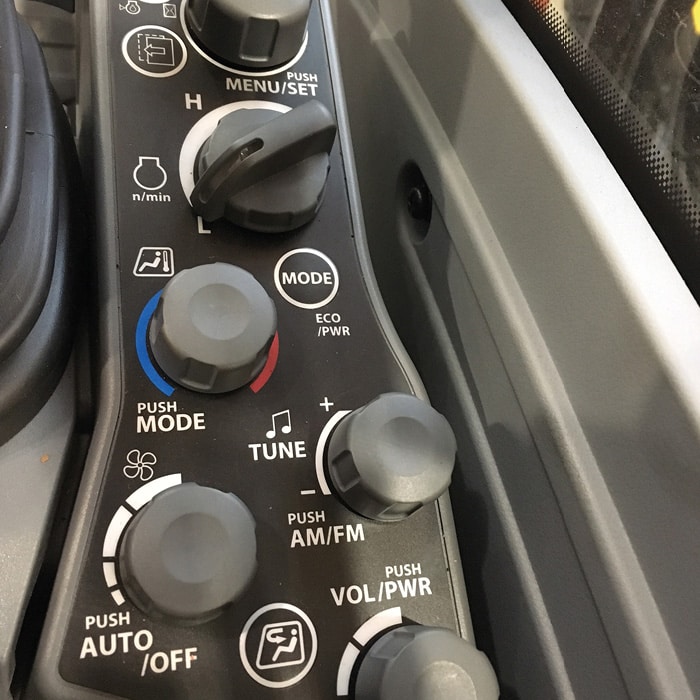 PUSH
MENU/SET
H
n/min
L
MODE
ECO
/PWR
PUSH
MODE
+
TUNE
−
PUSH
AM/FM
PUSH
AUTO
/OFF
PUSH
VOL/PWR